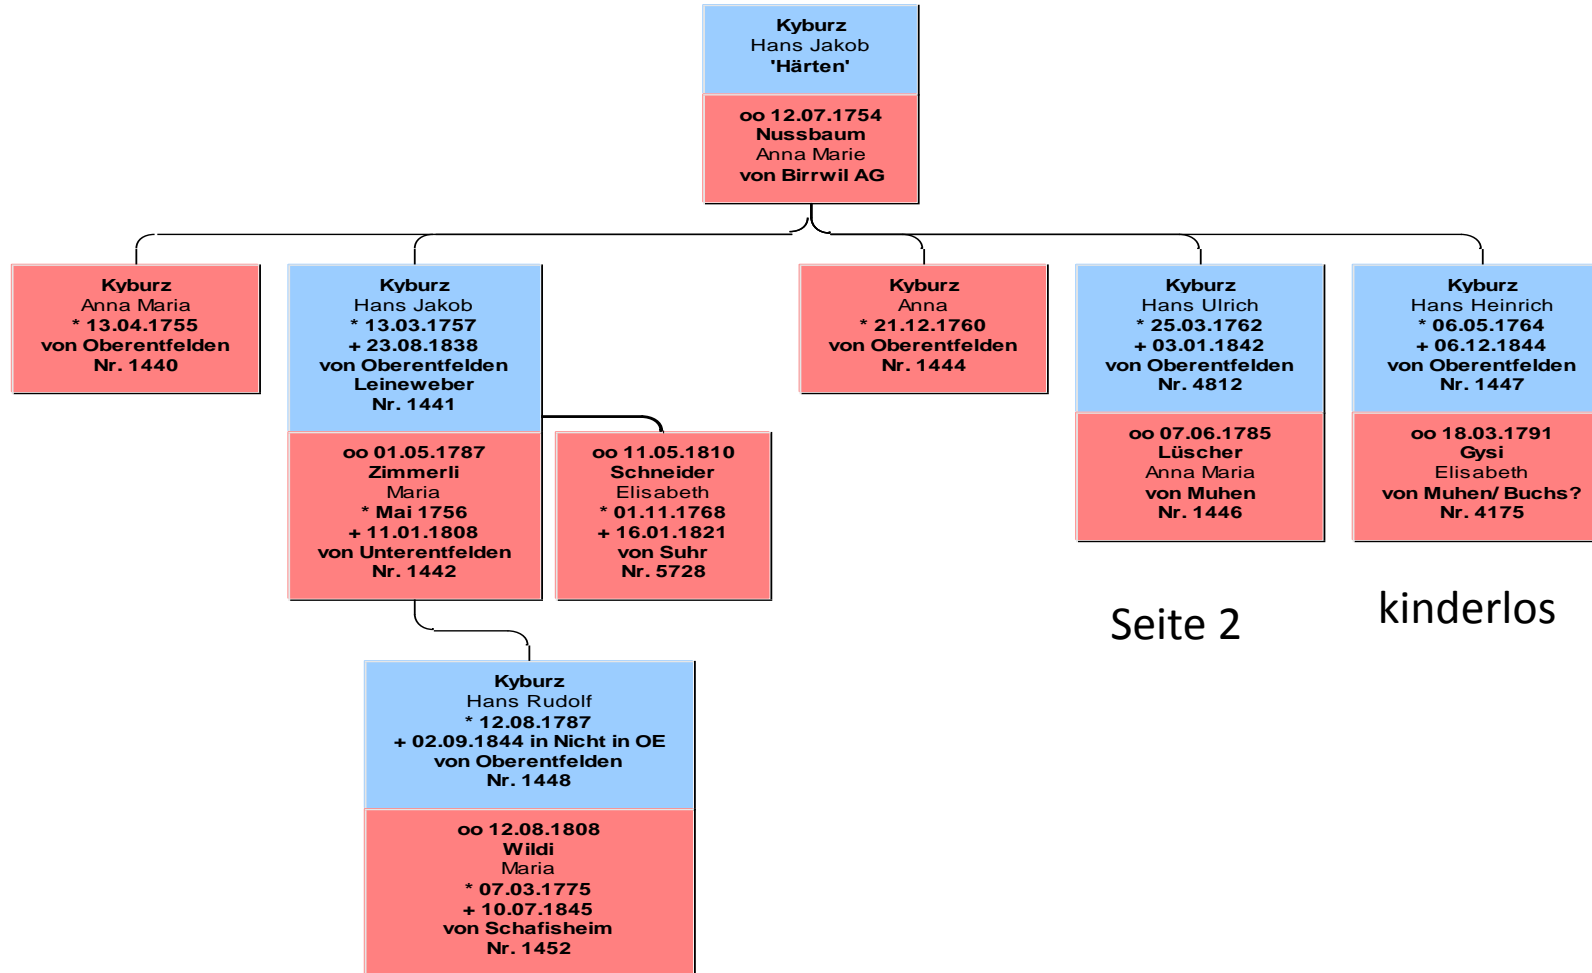 Kyburz
Hans Jakob
'Härten'
oo 12.07.1754
Nussbaum
Anna Marie
von Birrwil AG
Kyburz
Anna Maria
* 13.04.1755
von Oberentfelden
Nr. 1440
Kyburz
Hans Jakob
* 13.03.1757
+ 23.08.1838
von Oberentfelden
Leineweber
Nr. 1441
oo 01.05.1787
Zimmerli
Maria
* Mai 1756
+ 11.01.1808
von Unterentfelden
Nr. 1442
oo 11.05.1810
Schneider
Elisabeth
* 01.11.1768
+ 16.01.1821
von Suhr
Nr. 5728
Kyburz
Anna
* 21.12.1760
von Oberentfelden
Nr. 1444
Kyburz
Hans Ulrich
* 25.03.1762
+ 03.01.1842
von Oberentfelden
Nr. 4812
oo 07.06.1785
Lüscher
Anna Maria
von Muhen
Nr. 1446
Seite 2
Kyburz
Hans Heinrich
* 06.05.1764
+ 06.12.1844
von Oberentfelden
Nr. 1447
oo 18.03.1791
Gysi
Elisabeth
von Muhen/ Buchs?
Nr. 4175
kinderlos
Kyburz
Hans Rudolf
* 12.08.1787
+ 02.09.1844 in Nicht in OE
von Oberentfelden
Nr. 1448
oo 12.08.1808
Wildi
Maria
* 07.03.1775
+ 10.07.1845
von Schafisheim
Nr. 1452